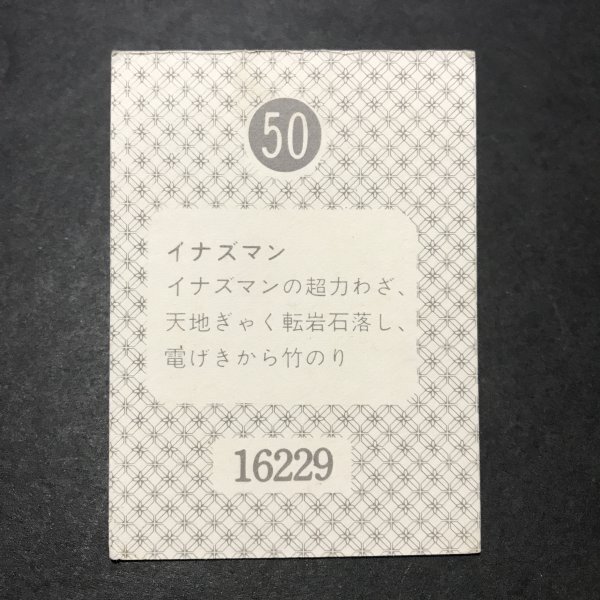 50
イナズマン
イナズマンの超力わざ、
天地ぎゃく転岩石落し、
電げきから竹のり
16229